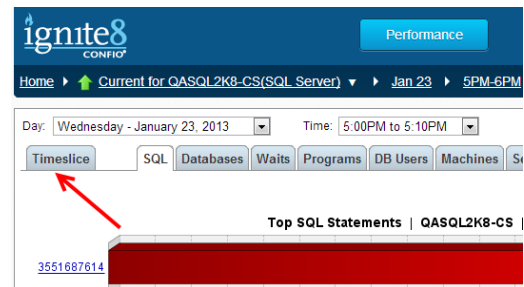 ignite8
CONFIO®
Performance
Home Current for QASQL2K8-CS(SQL Server) Jan 23 5PM-6PM
Day: Wednesday - January 23, 2013 Time: 5:00PM to 5:10PM
Timeslice SQL Databases Waits Programs DB Users Machines
Top SQL Statements | QASQL2K8-CS |
3551687614